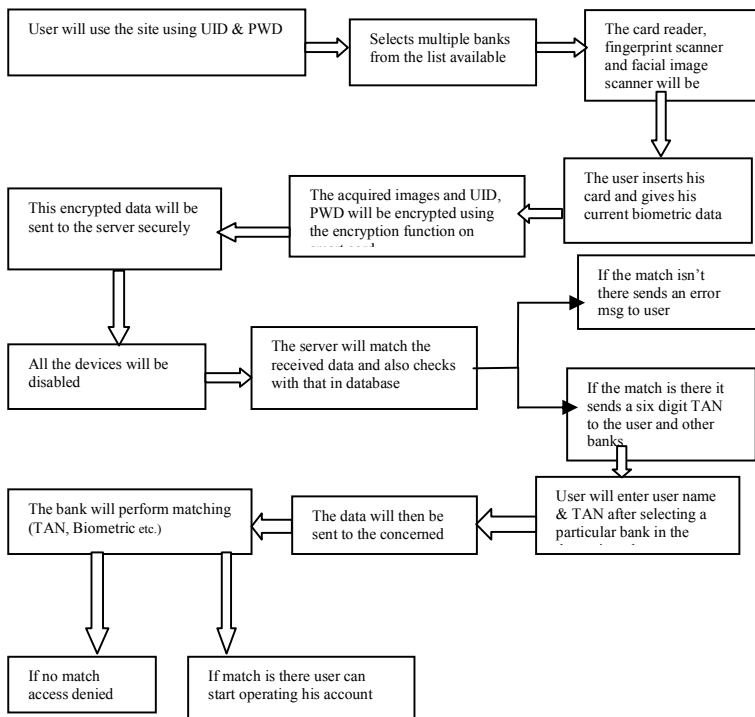 User will use the site using UID & PWD
Selects multiple banks
from the list available
The card reader,
fingerprint scanner
and facial image
scanner will be
The user inserts his
card and gives his
current biometric data
The acquired images and UID,
PWD will be encrypted using
the encryption function on
This encrypted data will be
sent to the server securely
All the devices will be
disabled
The server will match the
received data and also checks
with that in database
If the match isn't
there sends an error
msg to user
If the match is there it
sends a six digit TAN
to the user and other
banks
User will enter user name
& TAN after selecting a
particular bank in the
The data will then be
sent to the concerned
The bank will perform matching
(TAN, Biometric etc.)
If no match
access denied
If match is there user can
start operating his account